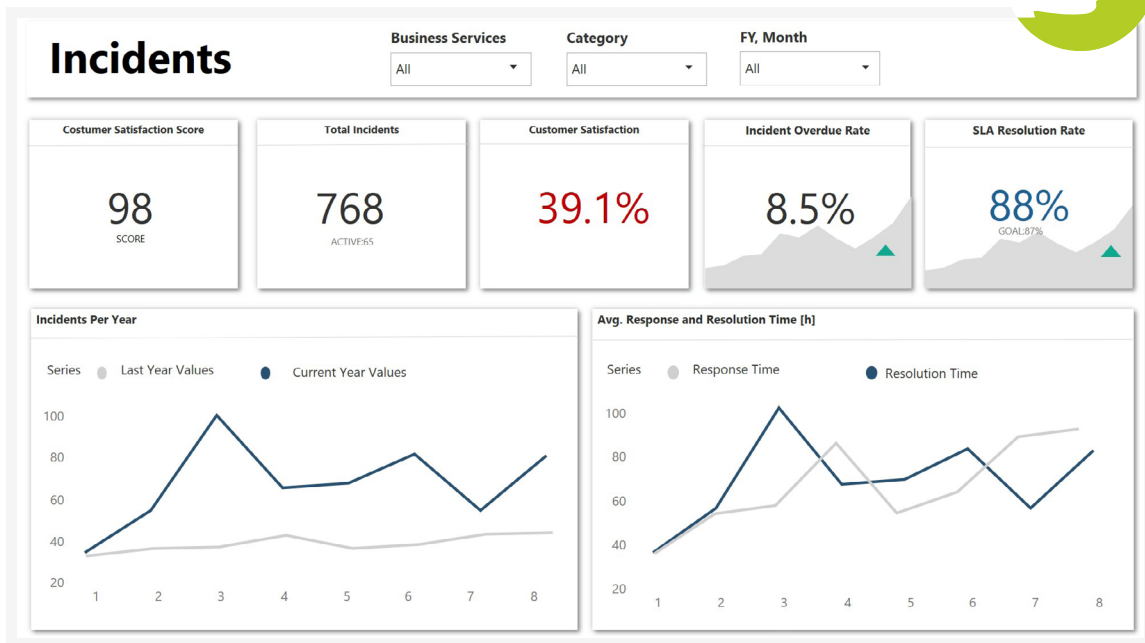 Incidents
Business Services
All
Category
All
FY, Month
All
Costumer Satisfaction Score
98
SCORE
Total Incidents
768
ACTIVE:65
Customer Satisfaction
39.1%
Incident Overdue Rate
8.5%
SLA Resolution Rate
88%
GOAL:87%
Incidents Per Year
Series Last Year Values Current Year Values
100
80
60
40
20
1 2 3 4 5 6 7 8
Avg. Response and Resolution Time [h]
Series Response Time Resolution Time
100
80
60
40
20
1 2 3 4 5 6 7 8